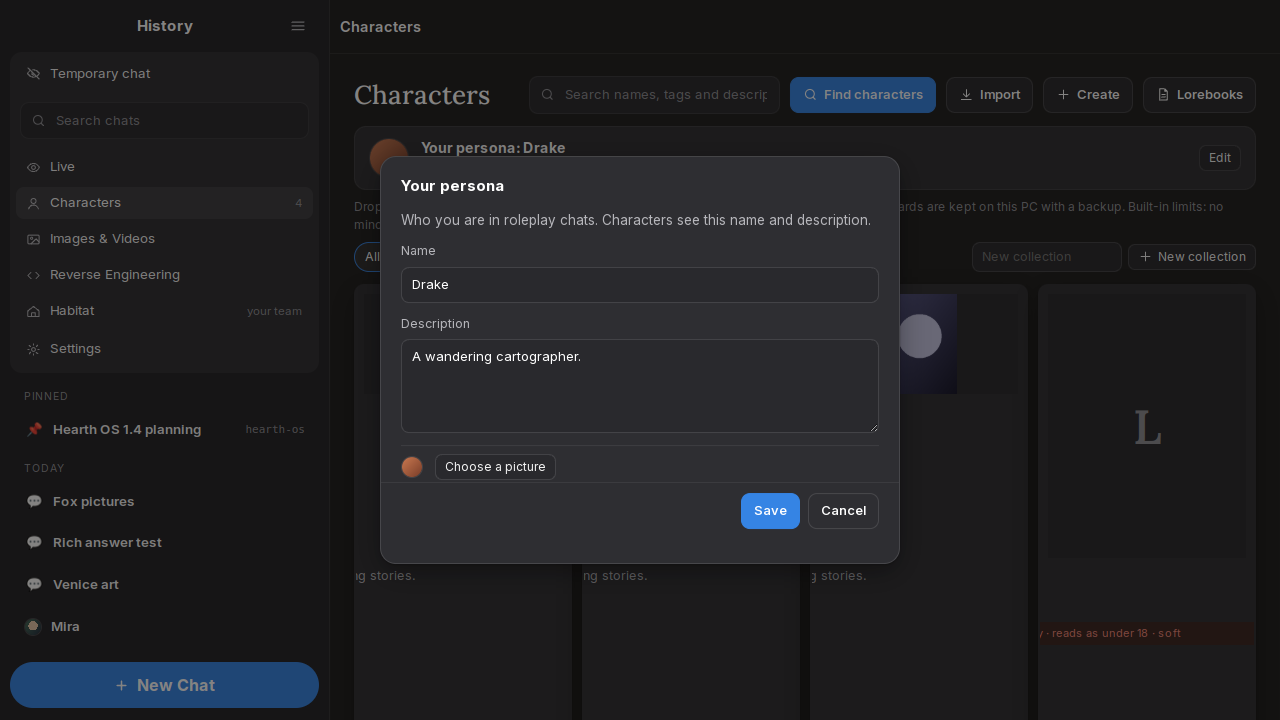 History
Temporary chat
Search chats
Live
Characters 4
Images & Videos
Reverse Engineering
Habitat your team
Settings
PINNED
Hearth OS 1.4 planning hearth-os
TODAY
Fox pictures
Rich answer test
Venice art
Mira
New Chat
Characters
Characters
Search names, tags and descrip
Find characters
Import
Create
Lorebooks
Your persona: Drake
Edit
Drop
ards are kept on this PC with a backup. Built-in limits: no
All
New collection
New collection
Your persona
Who you are in roleplay chats. Characters see this name and description.
Name
Drake
Description
A wandering cartographer.
Choose a picture
Save
Cancel
L
ng stories.
ng stories.
g stories.
y · reads as under 18 · soft